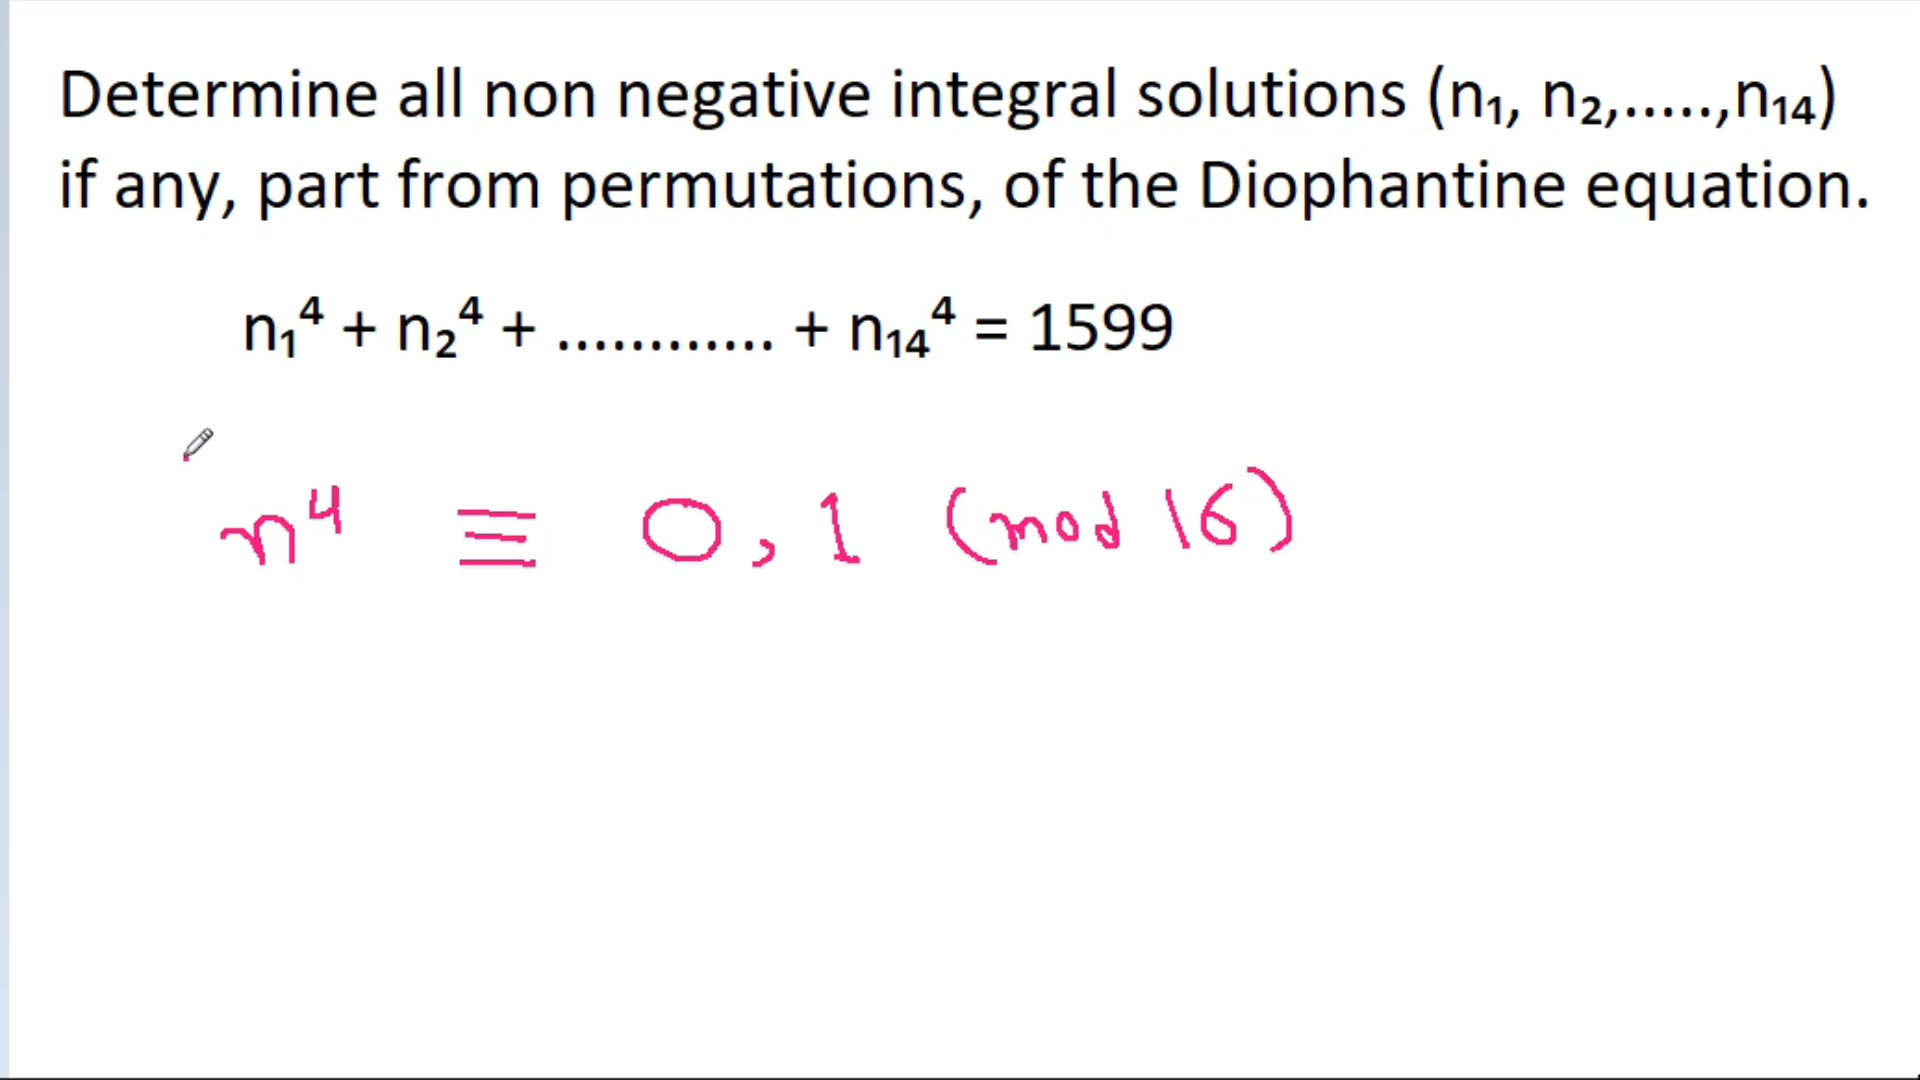 Determine all non negative integral solutions (n₁, n₂,.....,n₁₄)
if any, part from permutations, of the Diophantine equation.
n₁⁴ + n₂⁴ + ............ + n₁₄⁴ = 1599
n⁴ ≡ 0, 1 (mod 16)